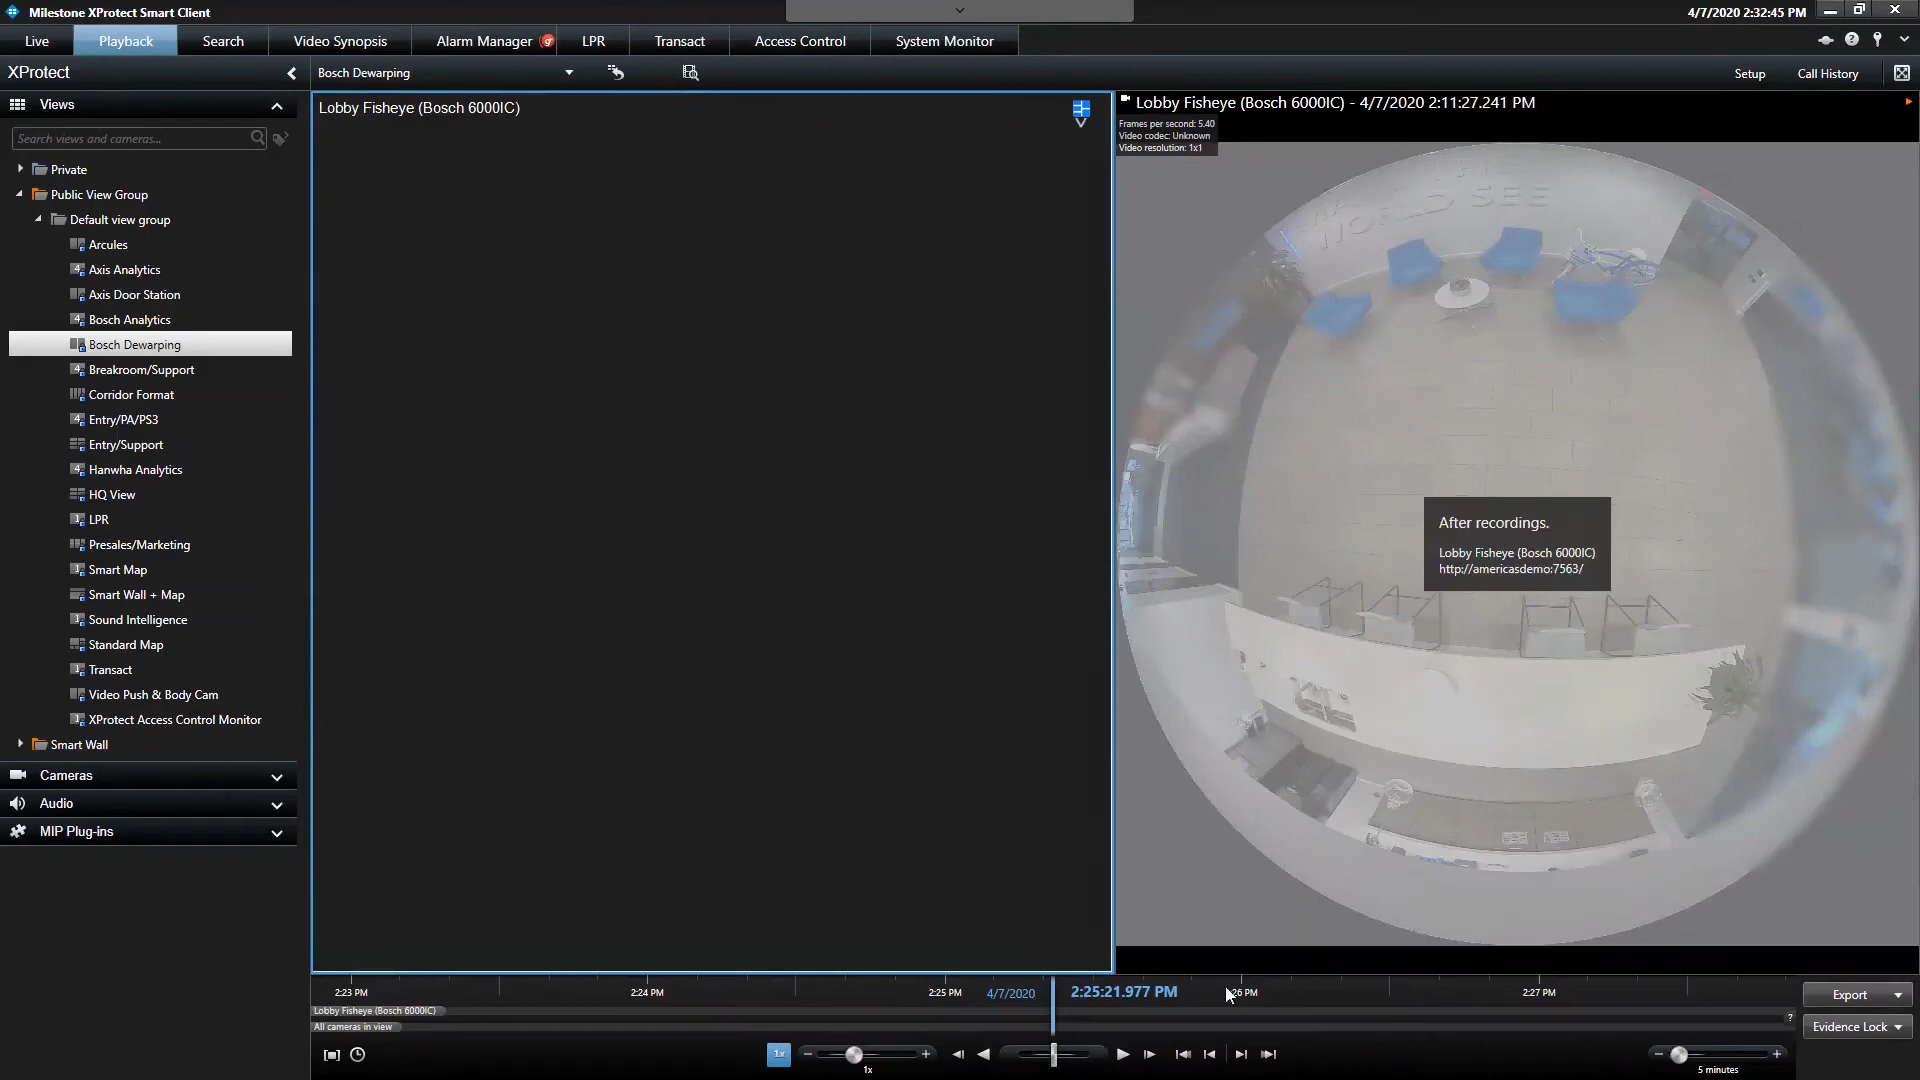 Milestone XProtect Smart Client
4/7/2020 2:32:45 PM
Live
Playback
Search
Video Synopsis
Alarm Manager
LPR
Transact
Access Control
System Monitor
XProtect
Bosch Dewarping
Setup
Call History
Views
Search views and cameras...
Private
Public View Group
Default view group
Arcules
Axis Analytics
Axis Door Station
Bosch Analytics
Bosch Dewarping
Breakroom/Support
Corridor Format
Entry/PA/PS3
Entry/Support
Hanwha Analytics
HQ View
LPR
Presales/Marketing
Smart Map
Smart Wall + Map
Sound Intelligence
Standard Map
Transact
Video Push & Body Cam
XProtect Access Control Monitor
Smart Wall
Cameras
Audio
MIP Plug-ins
Lobby Fisheye (Bosch 6000IC)
Lobby Fisheye (Bosch 6000IC) - 4/7/2020 2:11:27.241 PM
Frames per second: 5.40
Video codec: Unknown
Video resolution: 1x1
WORLD SEE
After recordings.
Lobby Fisheye (Bosch 6000IC)
http://americasdemo:7563/
2:23 PM
2:24 PM
2:25 PM
4/7/2020
2:25:21.977 PM
:26 PM
2:27 PM
Lobby Fisheye (Bosch 6000IC)
All cameras in view
Export
Evidence Lock
1x
1x
5 minutes